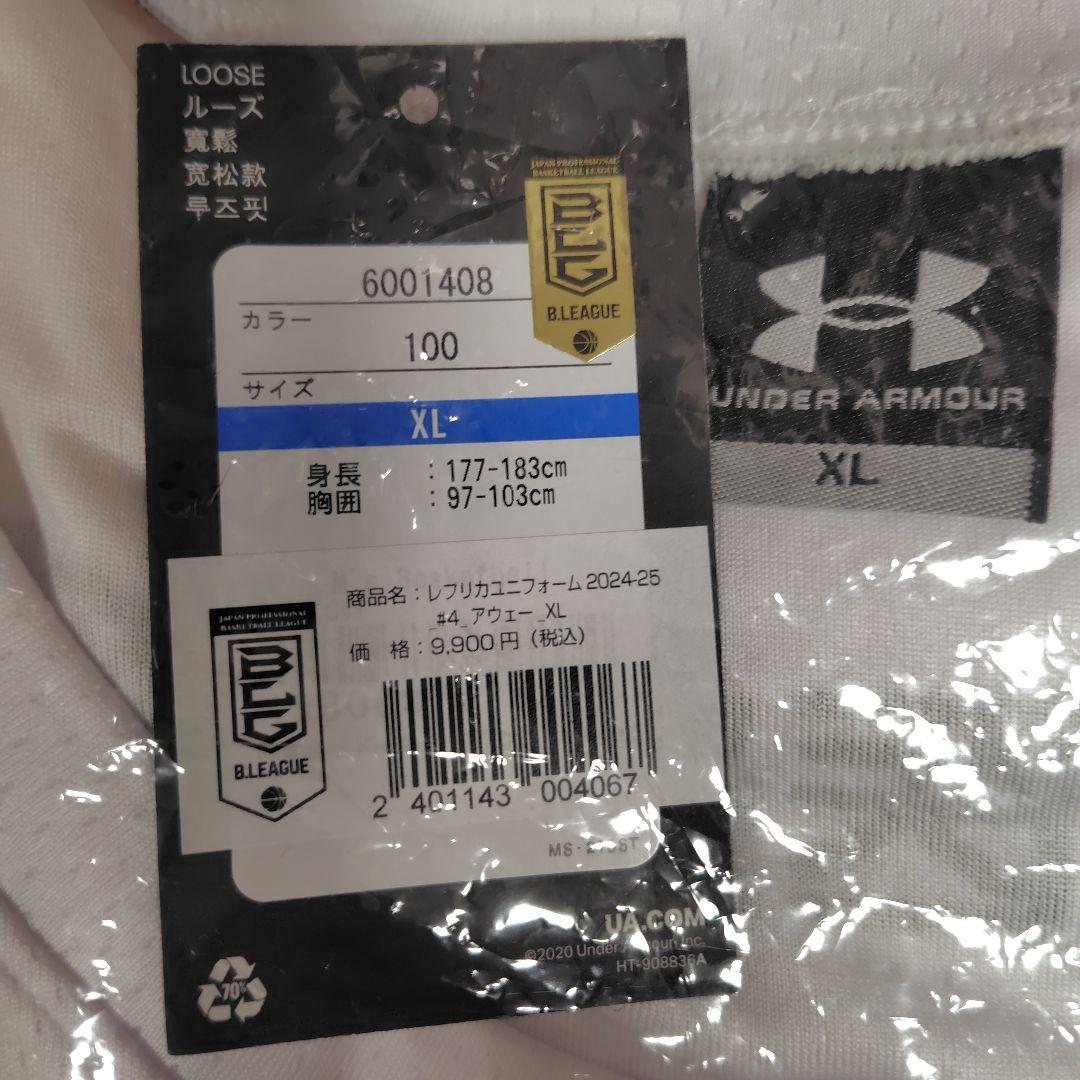 LOOSE
ルーズ
寬鬆
宽松款
루즈핏
JAPAN PROFESSIONAL
BASKETBALL LEAGUE
B.LEAGUE
6001408
カラー
100
サイズ
XL
身長 : 177-183cm
胸囲 : 97-103cm
UNDER ARMOUR
XL
商品名：レプリカユニフォーム 2024-25
_#4_アウェー_XL
価 格：9,900円（税込）
JAPAN PROFESSIONAL
BASKETBALL LEAGUE
B.LEAGUE
2 401143 004067
UA.COM
©2020 Under Armour, Inc.
HT-908836A
70%